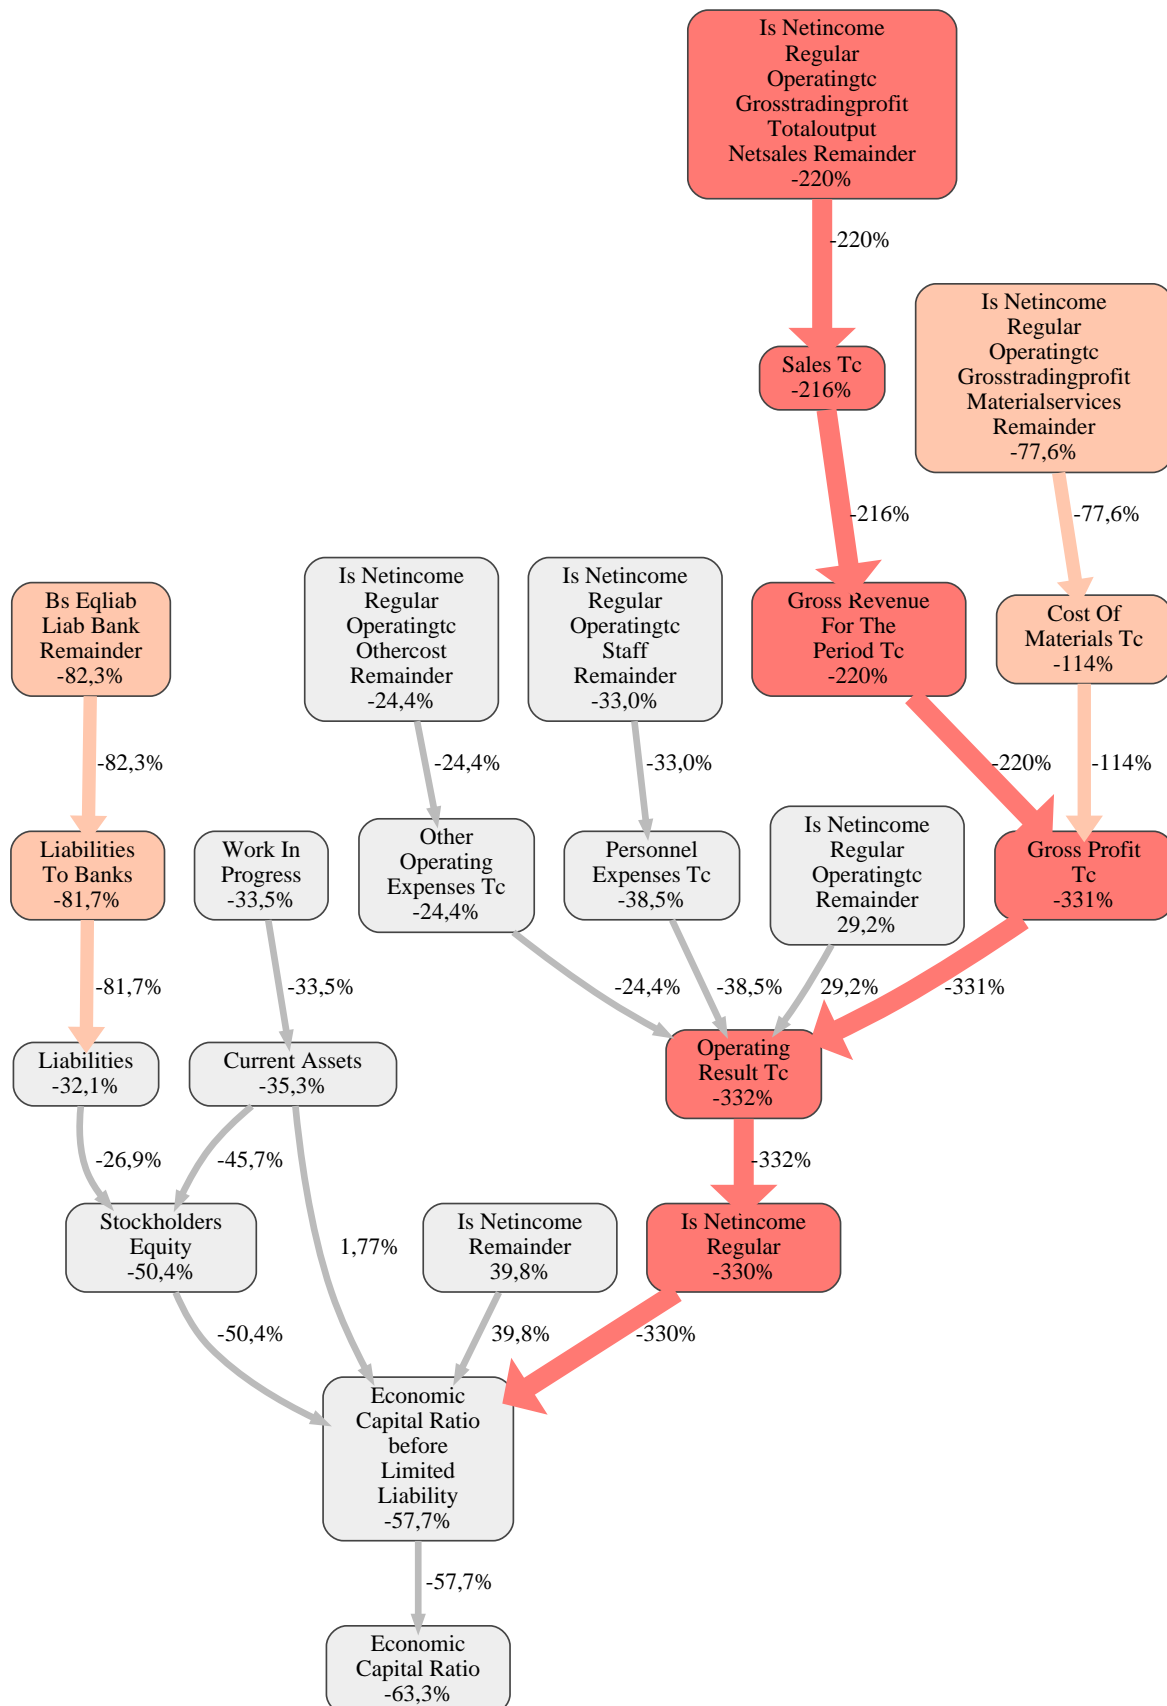 Is Netincome
Regular
Operatingtc
Grosstradingprofit
Totaloutput
Netsales Remainder
-220%
-220%
Is Netincome
Regular
Operatingtc
Grosstradingprofit
Materialservices
Remainder
-77,6%
Sales Tc
-216%
-216%
-77,6%
Bs Eqliab
Liab Bank
Remainder
-82,3%
Is Netincome
Regular
Operatingtc
Othercost
Remainder
-24,4%
Is Netincome
Regular
Operatingtc
Staff
Remainder
-33,0%
Gross Revenue
For The
Period Tc
-220%
Cost Of
Materials Tc
-114%
-82,3%
-24,4%
-33,0%
-220%
-114%
Liabilities
To Banks
-81,7%
Work In
Progress
-33,5%
Other
Operating
Expenses Tc
-24,4%
Personnel
Expenses Tc
-38,5%
Is Netincome
Regular
Operatingtc
Remainder
29,2%
Gross Profit
Tc
-331%
-81,7%
-33,5%
-24,4%
-38,5%
29,2%
-331%
Liabilities
-32,1%
Current Assets
-35,3%
Operating
Result Tc
-332%
-26,9%
-45,7%
-332%
Stockholders
Equity
-50,4%
1,77%
Is Netincome
Remainder
39,8%
Is Netincome
Regular
-330%
-50,4%
39,8%
-330%
Economic
Capital Ratio
before
Limited
Liability
-57,7%
-57,7%
Economic
Capital Ratio
-63,3%